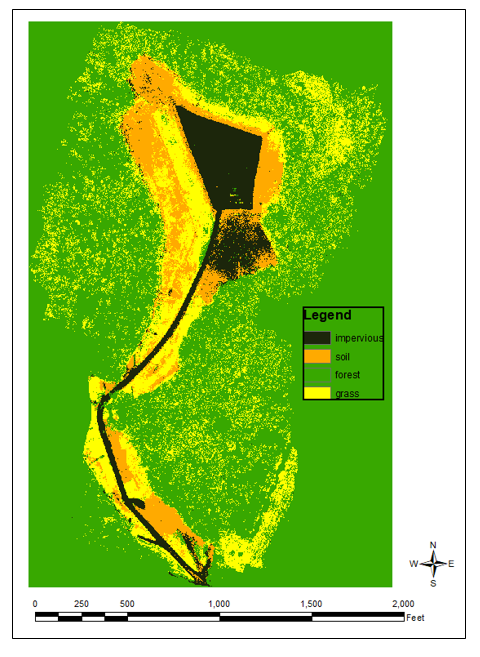 Legend
impervious
soil
forest
grass
N
W E
S
0 250 500 1,000 1,500 2,000
Feet